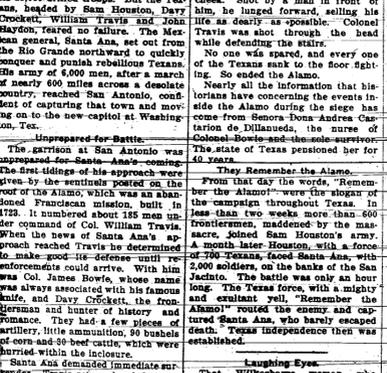 ans, headed by Sam Houston, Davy
Crockett, William Travis and John
Haydon, feared no failure. The Mex-
ican general, Santa Ana, set out from
the Rio Grande northward to quickly
conquer and punish rebellious Texans.
His army of 6,000 men, after a march
of nearly 600 miles across a desolate
country, reached San Antonio, confi-
dent of capturing that town and mov-
ing on to the new capitol at Washing-
ton, Tex.
Unprepared for Battle.
The garrison at San Antonio was
unprepared for Santa Ana's coming.
The first tidings of his approach were
given by the sentinels posted on the
roof of the Alamo, which was an aban-
doned Franciscan mission, built in
1723. It numbered about 185 men un-
der command of Col. William Travis.
When the news of Santa Ana's ap-
proach reached Travis he determined
to make good its defense until re-
enforcements could arrive. With him
was Col. James Bowie, whose name
was always associated with his famous
knife, and Davy Crockett, the fron-
tiersman and hunter of history and
romance. They had a few pieces of
artillery, little ammunition, 90 bushels
of corn and 30 beef cattle, which were
hurried within the inclosure.
Santa Ana demanded immediate sur-
him, he lunged forward, selling his
life as dearly as possible. Colonel
Travis was shot through the head
while defending the stairs.
No one was spared, and every one
of the Texans sank to the floor fight-
ing. So ended the Alamo.
Nearly all the information that his-
torians have concerning the events in-
side the Alamo during the siege has
come from Senora Dona Andrea Cas-
tarion de Villanueda, the nurse of
Colonel Bowie and the sole survivor.
The state of Texas pensioned her for
40 years.
They Remember the Alamo.
From that day the words, "Remem-
ber the Alamo!" were the slogan of
the campaign throughout Texas. In
less than two weeks more than 600
frontiersmen, maddened by the mas-
sacre, joined Sam Houston's army.
A month later Houston, with a force
of 700 Texans, faced Santa Ana, with
2,000 soldiers, on the banks of the San
Jacinto. The battle was only an hour
long. The Texas force, with a mighty
and exultant yell, "Remember the
Alamo!" routed the enemy and cap-
tured Santa Ana, who barely escaped
death. Texas independence then was
established.
Laughing Eyes.